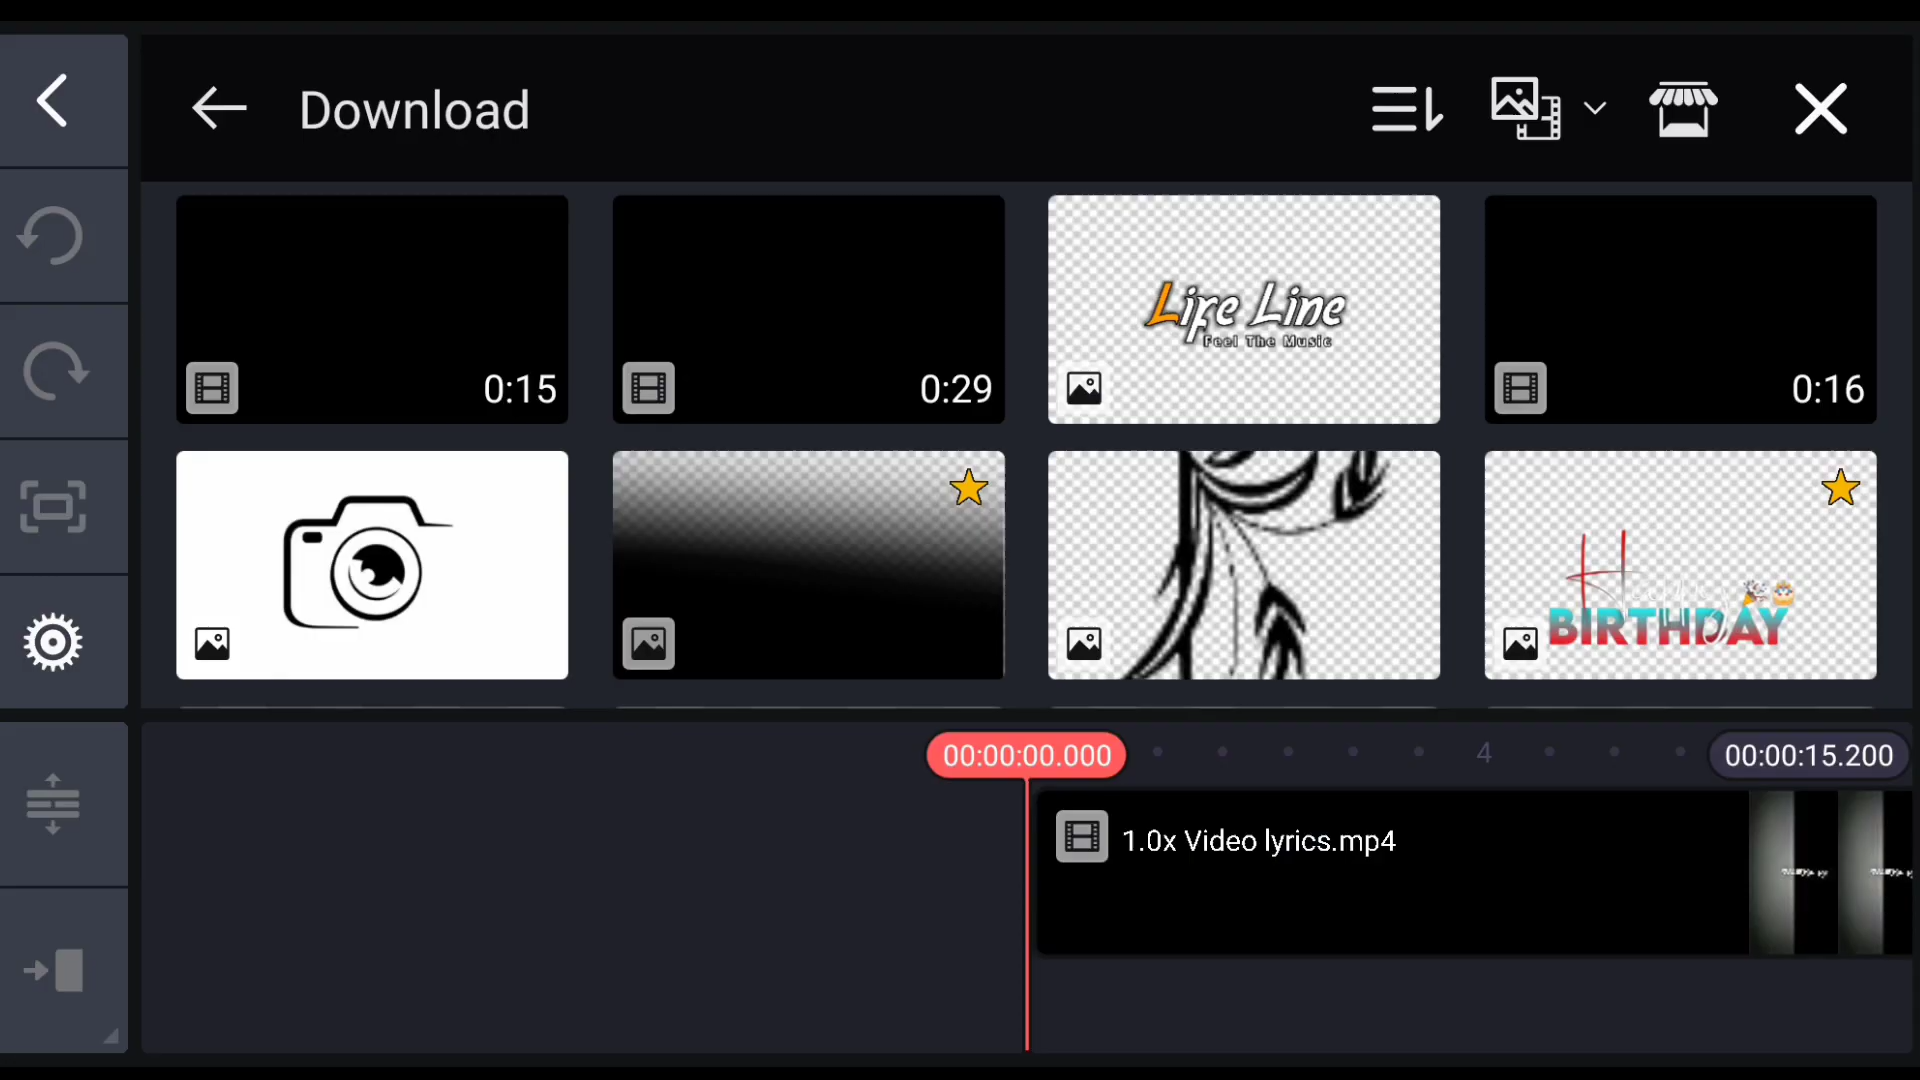 Download
0:15
0:29
Life Line
Feel The Music
0:16
Happy
BIRTHDAY
00:00:00.000
4
00:00:15.200
1.0x Video lyrics.mp4